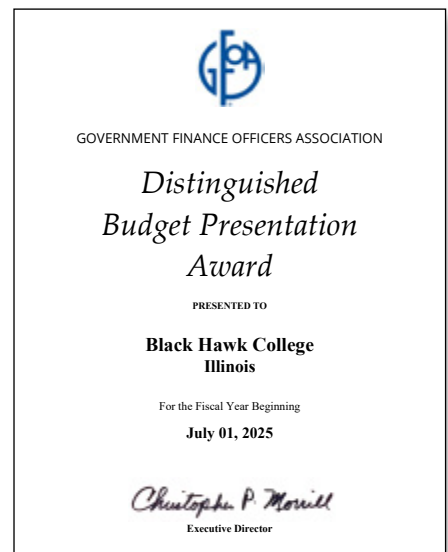 GFOA
GOVERNMENT FINANCE OFFICERS ASSOCIATION
Distinguished
Budget Presentation
Award
PRESENTED TO
Black Hawk College
Illinois
For the Fiscal Year Beginning
July 01, 2025
Christopher P. Morrill
Executive Director